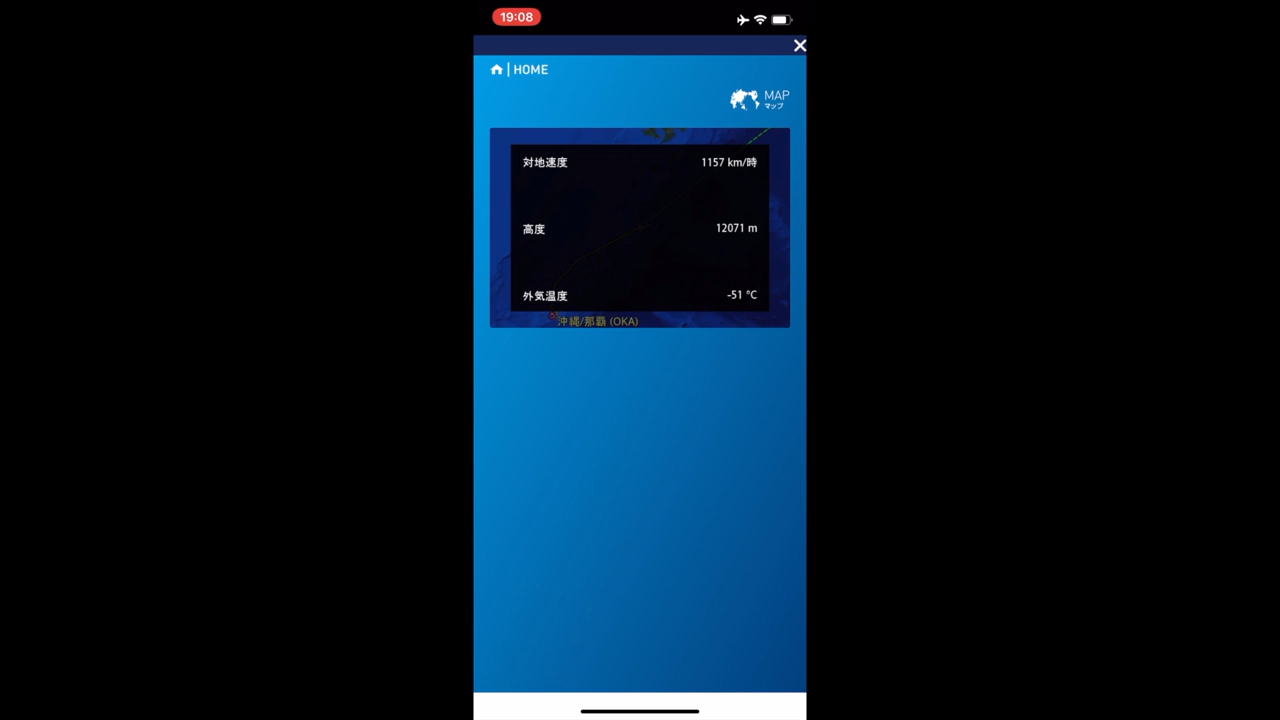 19:08
HOME
MAP
マップ
対地速度 1157 km/時
高度 12071 m
外気温度 -51 °C
沖縄/那覇 (OKA)